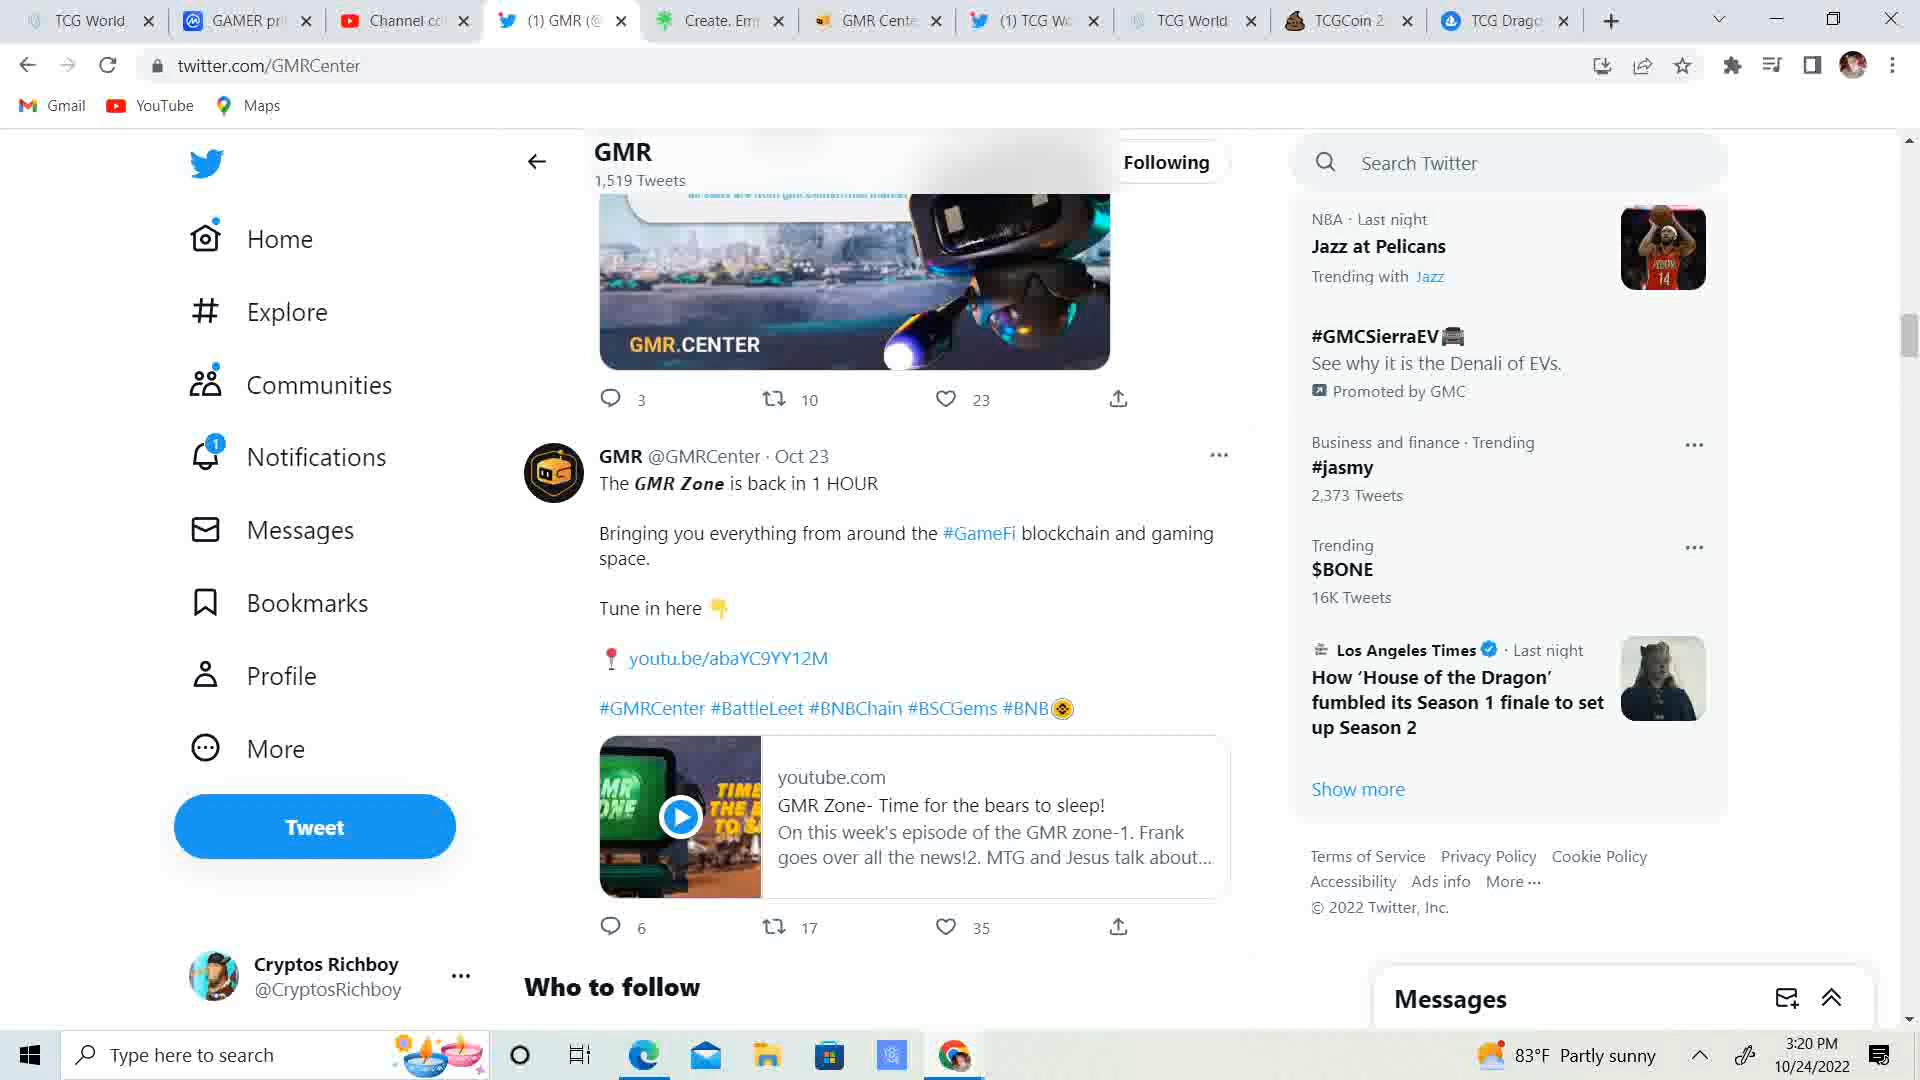 TCG World
GAMER pri
Channel co
(1) GMR (@
Create. Em
GMR Cente
(1) TCG Wo
TCG World
TCGCoin 2
TCG Drago
twitter.com/GMRCenter
Gmail
YouTube
Maps
GMR
1,519 Tweets
Following
Search Twitter
Home
Explore
Communities
1
Notifications
Messages
Bookmarks
Profile
More
Tweet
Cryptos Richboy
@CryptosRichboy
GMR.CENTER
3
10
23
GMR @GMRCenter · Oct 23
The GMR Zone is back in 1 HOUR
Bringing you everything from around the #GameFi blockchain and gaming
space.
Tune in here
youtu.be/abaYC9YY12M
#GMRCenter #BattleLeet #BNBChain #BSCGems #BNB
youtube.com
GMR Zone- Time for the bears to sleep!
On this week's episode of the GMR zone-1. Frank
goes over all the news!2. MTG and Jesus talk about...
6
17
35
Who to follow
NBA · Last night
Jazz at Pelicans
Trending with Jazz
#GMCSierraEV
See why it is the Denali of EVs.
Promoted by GMC
Business and finance · Trending
#jasmy
2,373 Tweets
Trending
$BONE
16K Tweets
Los Angeles Times · Last night
How ‘House of the Dragon’
fumbled its Season 1 finale to set
up Season 2
Show more
Terms of Service Privacy Policy Cookie Policy
Accessibility Ads info More ···
© 2022 Twitter, Inc.
Messages
Type here to search
83°F Partly sunny
3:20 PM
10/24/2022